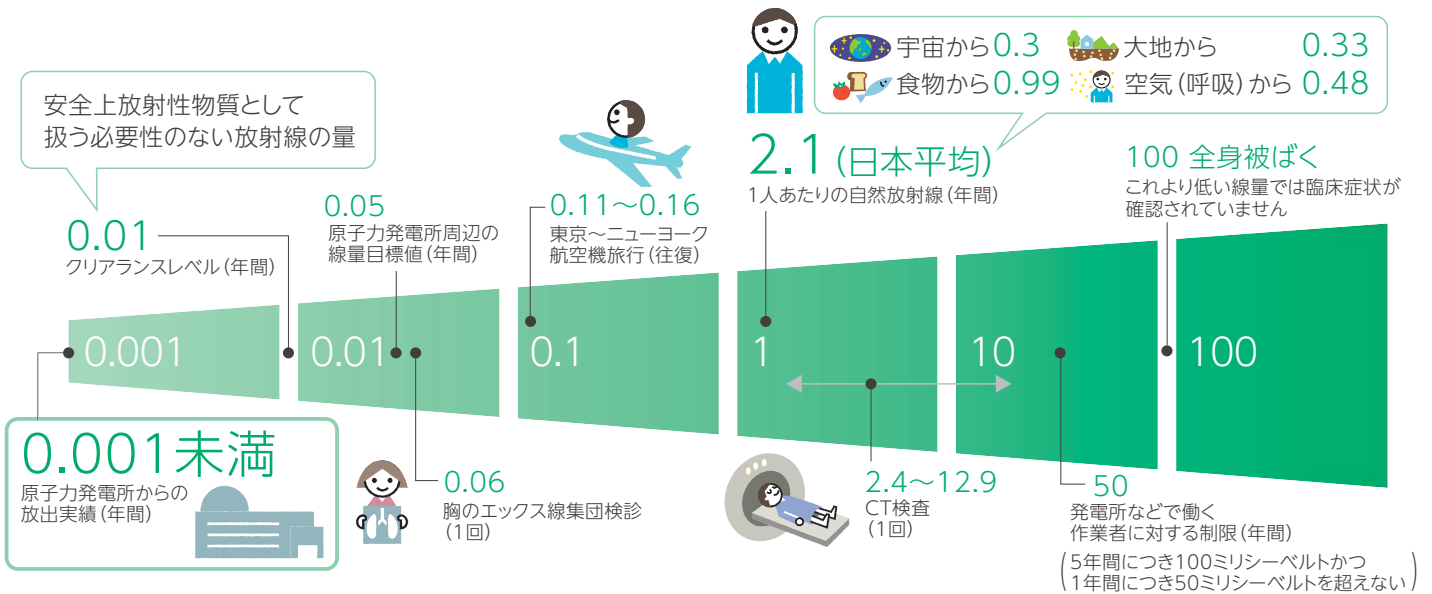 宇宙から0.3
大地から 0.33
食物から0.99
空気（呼吸）から 0.48
安全上放射性物質として
扱う必要性のない放射線の量
2.1（日本平均）
1人あたりの自然放射線（年間）
100 全身被ばく
これより低い線量では臨床症状が
確認されていません
0.01
クリアランスレベル（年間）
0.05
原子力発電所周辺の
線量目標値（年間）
0.11～0.16
東京～ニューヨーク
航空機旅行（往復）
0.001
0.01
0.1
1
10
100
0.001未満
原子力発電所からの
放出実績（年間）
0.06
胸のエックス線集団検診
（1回）
2.4～12.9
CT検査
（1回）
50
発電所などで働く
作業者に対する制限（年間）
（5年間につき100ミリシーベルトかつ
1年間につき50ミリシーベルトを超えない）